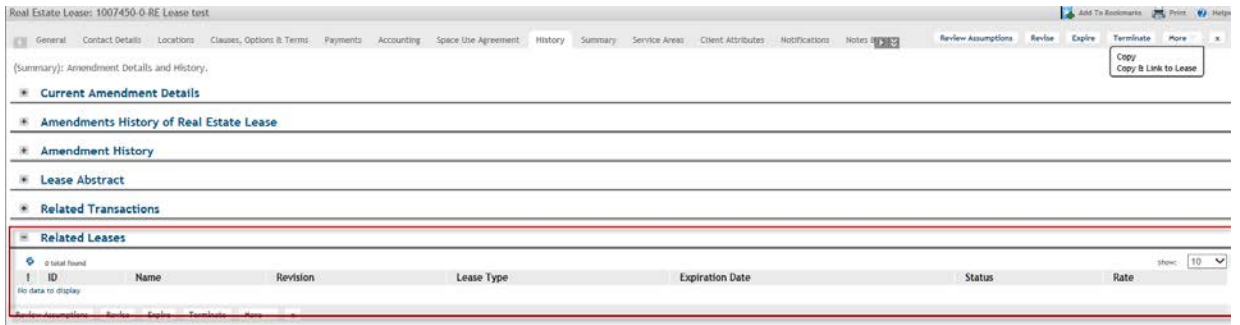 Real Estate Lease: 1007450-0-RE Lease test
Add To Bookmarks Print Helps
General Contact Details Locations Clauses, Options & Terms Payments Accounting Space Use Agreement History Summary Service Areas Client Attributes Notifications Notes Review Assumptions Revise Expire Terminate More x
Copy
Copy & Link to Lease
(Summary): Amendment Details and History.
Current Amendment Details
Amendments History of Real Estate Lease
Amendment History
Lease Abstract
Related Transactions
Related Leases
0 total found show: 10
ID Name Revision Lease Type Expiration Date Status Rate
No data to display
Review Assumptions Revise Expire Terminate More x